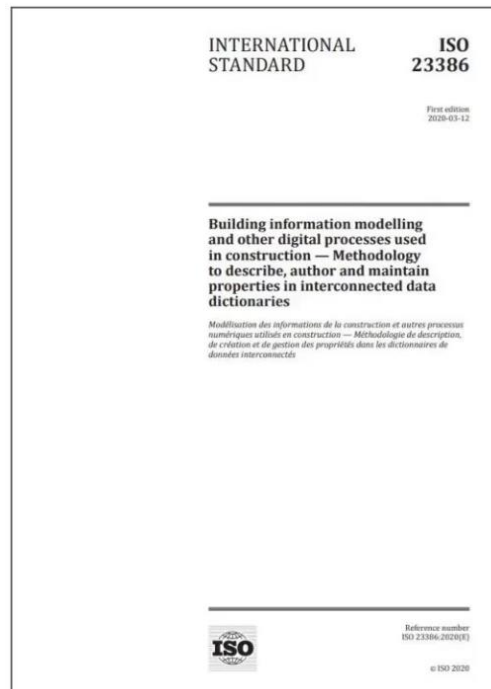 INTERNATIONAL
STANDARD
ISO
23386
First edition
2020-03-12
Building information modelling
and other digital processes used
in construction — Methodology
to describe, author and maintain
properties in interconnected data
dictionaries
Modélisation des informations de la construction et autres processus
numériques utilisés en construction — Méthodologie de description,
de création et de gestion des propriétés dans les dictionnaires de
données interconnectés
ISO
Reference number
ISO 23386:2020(E)
© ISO 2020